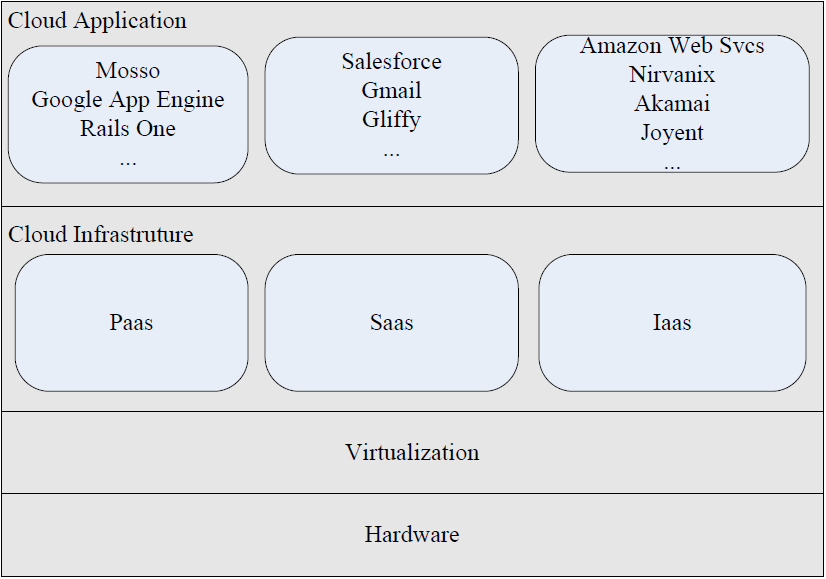 Cloud Application
Mosso
Google App Engine
Rails One
...
Salesforce
Gmail
Gliffy
...
Amazon Web Svcs
Nirvanix
Akamai
Joyent
...
Cloud Infrastruture
Paas
Saas
Iaas
Virtualization
Hardware